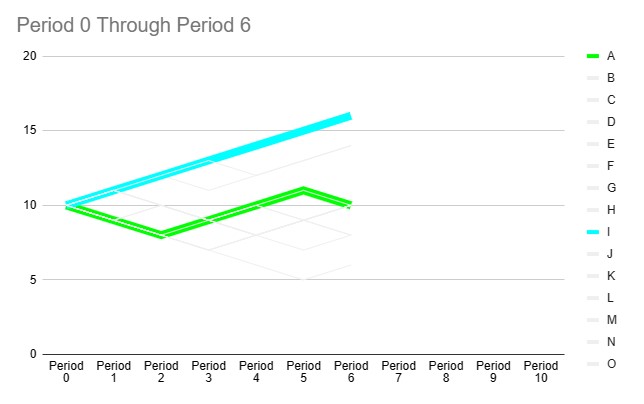 Period 0 Through Period 6
20
15
10
5
0
Period 0
Period 1
Period 2
Period 3
Period 4
Period 5
Period 6
Period 7
Period 8
Period 9
Period 10
A
B
C
D
E
F
G
H
I
J
K
L
M
N
O